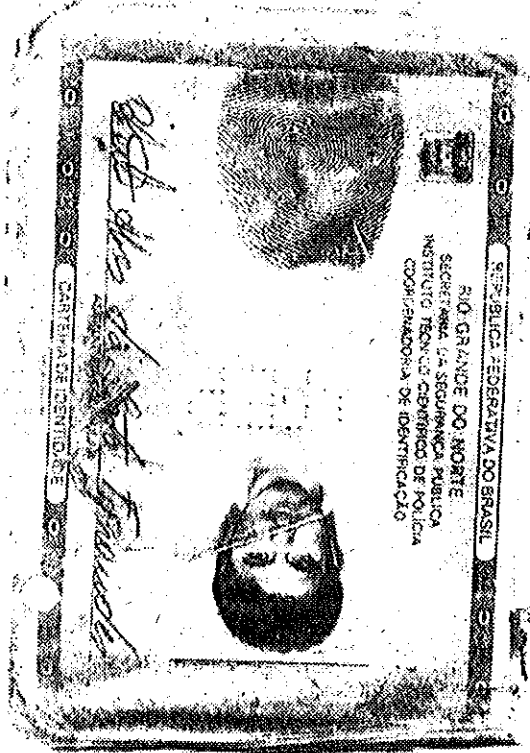 REPÚBLICA FEDERATIVA DO BRASIL
RIO GRANDE DO NORTE
SECRETARIA DA SEGURANÇA PÚBLICA
INSTITUTO TÉCNICO CIENTÍFICO DE POLÍCIA
COORDENADORIA DE IDENTIFICAÇÃO
CARTEIRA DE IDENTIDADE